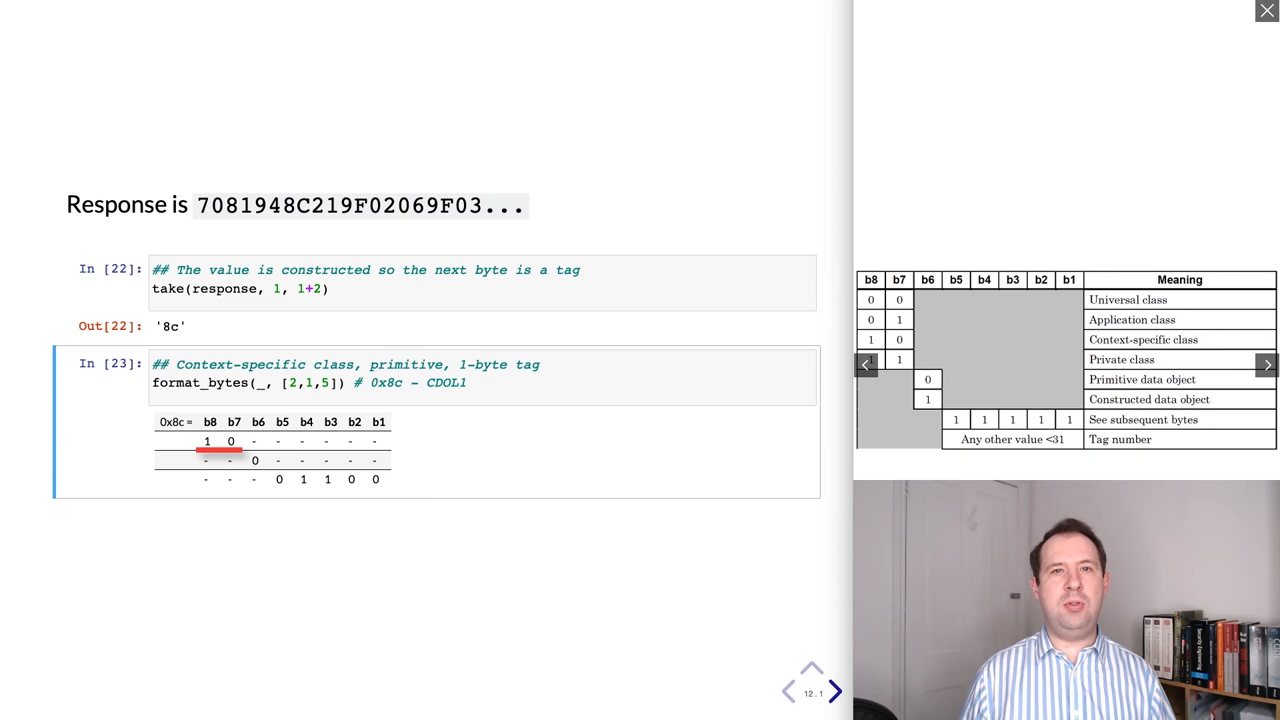 Response is 7081948C219F02069F03...
In [22]: ## The value is constructed so the next byte is a tag
take(response, 1, 1+2)
Out[22]: '8c'
In [23]: ## Context-specific class, primitive, 1-byte tag
format_bytes(_, [2,1,5]) # 0x8c - CDOL1
0x8c = b8 b7 b6 b5 b4 b3 b2 b1
1 0 - - - - - -
- - 0 - - - - -
- - - 0 1 1 0 0
12.1
b8 b7 b6 b5 b4 b3 b2 b1 Meaning
0 0 Universal class
0 1 Application class
1 0 Context-specific class
1 1 Private class
0 Primitive data object
1 Constructed data object
1 1 1 1 1 See subsequent bytes
Any other value <31 Tag number
Security Engineering